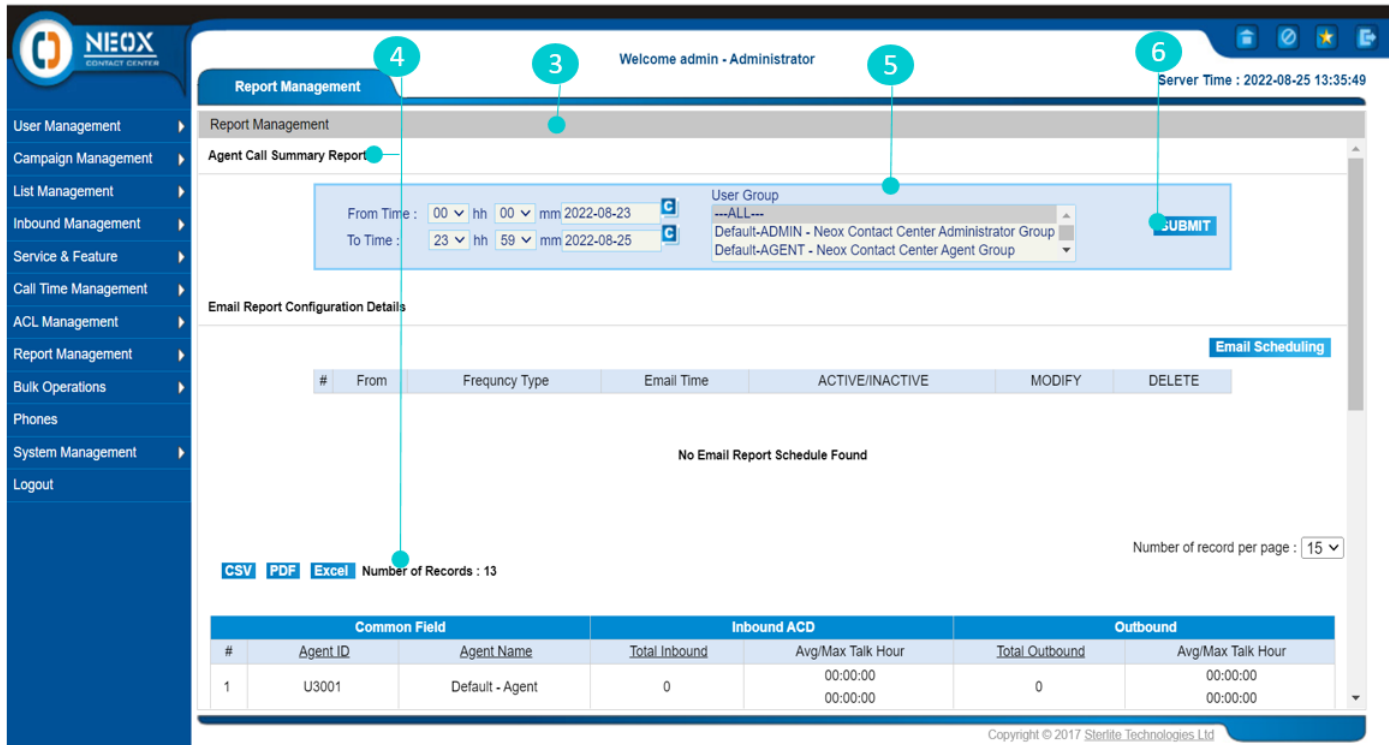 NEOX
CONTACT CENTER
Welcome admin - Administrator
4
3
5
6
Report Management
Server Time : 2022-08-25 13:35:49
User Management
Campaign Management
List Management
Inbound Management
Service & Feature
Call Time Management
ACL Management
Report Management
Bulk Operations
Phones
System Management
Logout
Report Management
Agent Call Summary Report
From Time : 00 hh 00 mm 2022-08-23 C
To Time : 23 hh 59 mm 2022-08-25 C
User Group
---ALL---
Default-ADMIN - Neox Contact Center Administrator Group
Default-AGENT - Neox Contact Center Agent Group
SUBMIT
Email Report Configuration Details
Email Scheduling
# From Frequncy Type Email Time ACTIVE/INACTIVE MODIFY DELETE
No Email Report Schedule Found
Number of record per page : 15
CSV PDF Excel Number of Records : 13
Common Field Inbound ACD Outbound
# Agent ID Agent Name Total Inbound Avg/Max Talk Hour Total Outbound Avg/Max Talk Hour
1 U3001 Default - Agent 0 00:00:00 0 00:00:00
00:00:00 00:00:00
Copyright © 2017 Sterlite Technologies Ltd